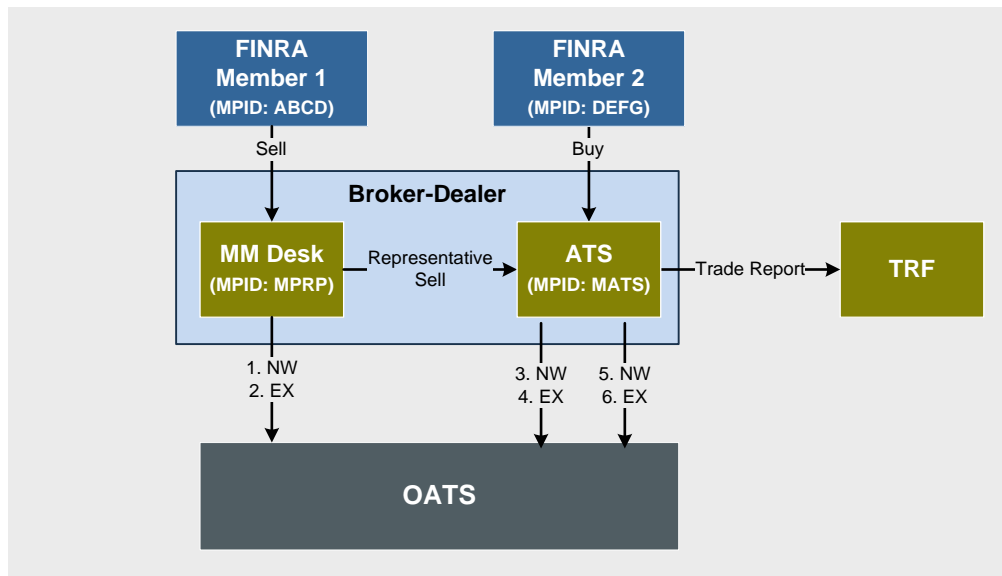 FINRA
Member 1
(MPID: ABCD)
FINRA
Member 2
(MPID: DEFG)
Sell
Buy
Broker-Dealer
MM Desk
(MPID: MPRP)
Representative
Sell
ATS
(MPID: MATS)
Trade Report
TRF
1. NW
2. EX
3. NW
4. EX
5. NW
6. EX
OATS